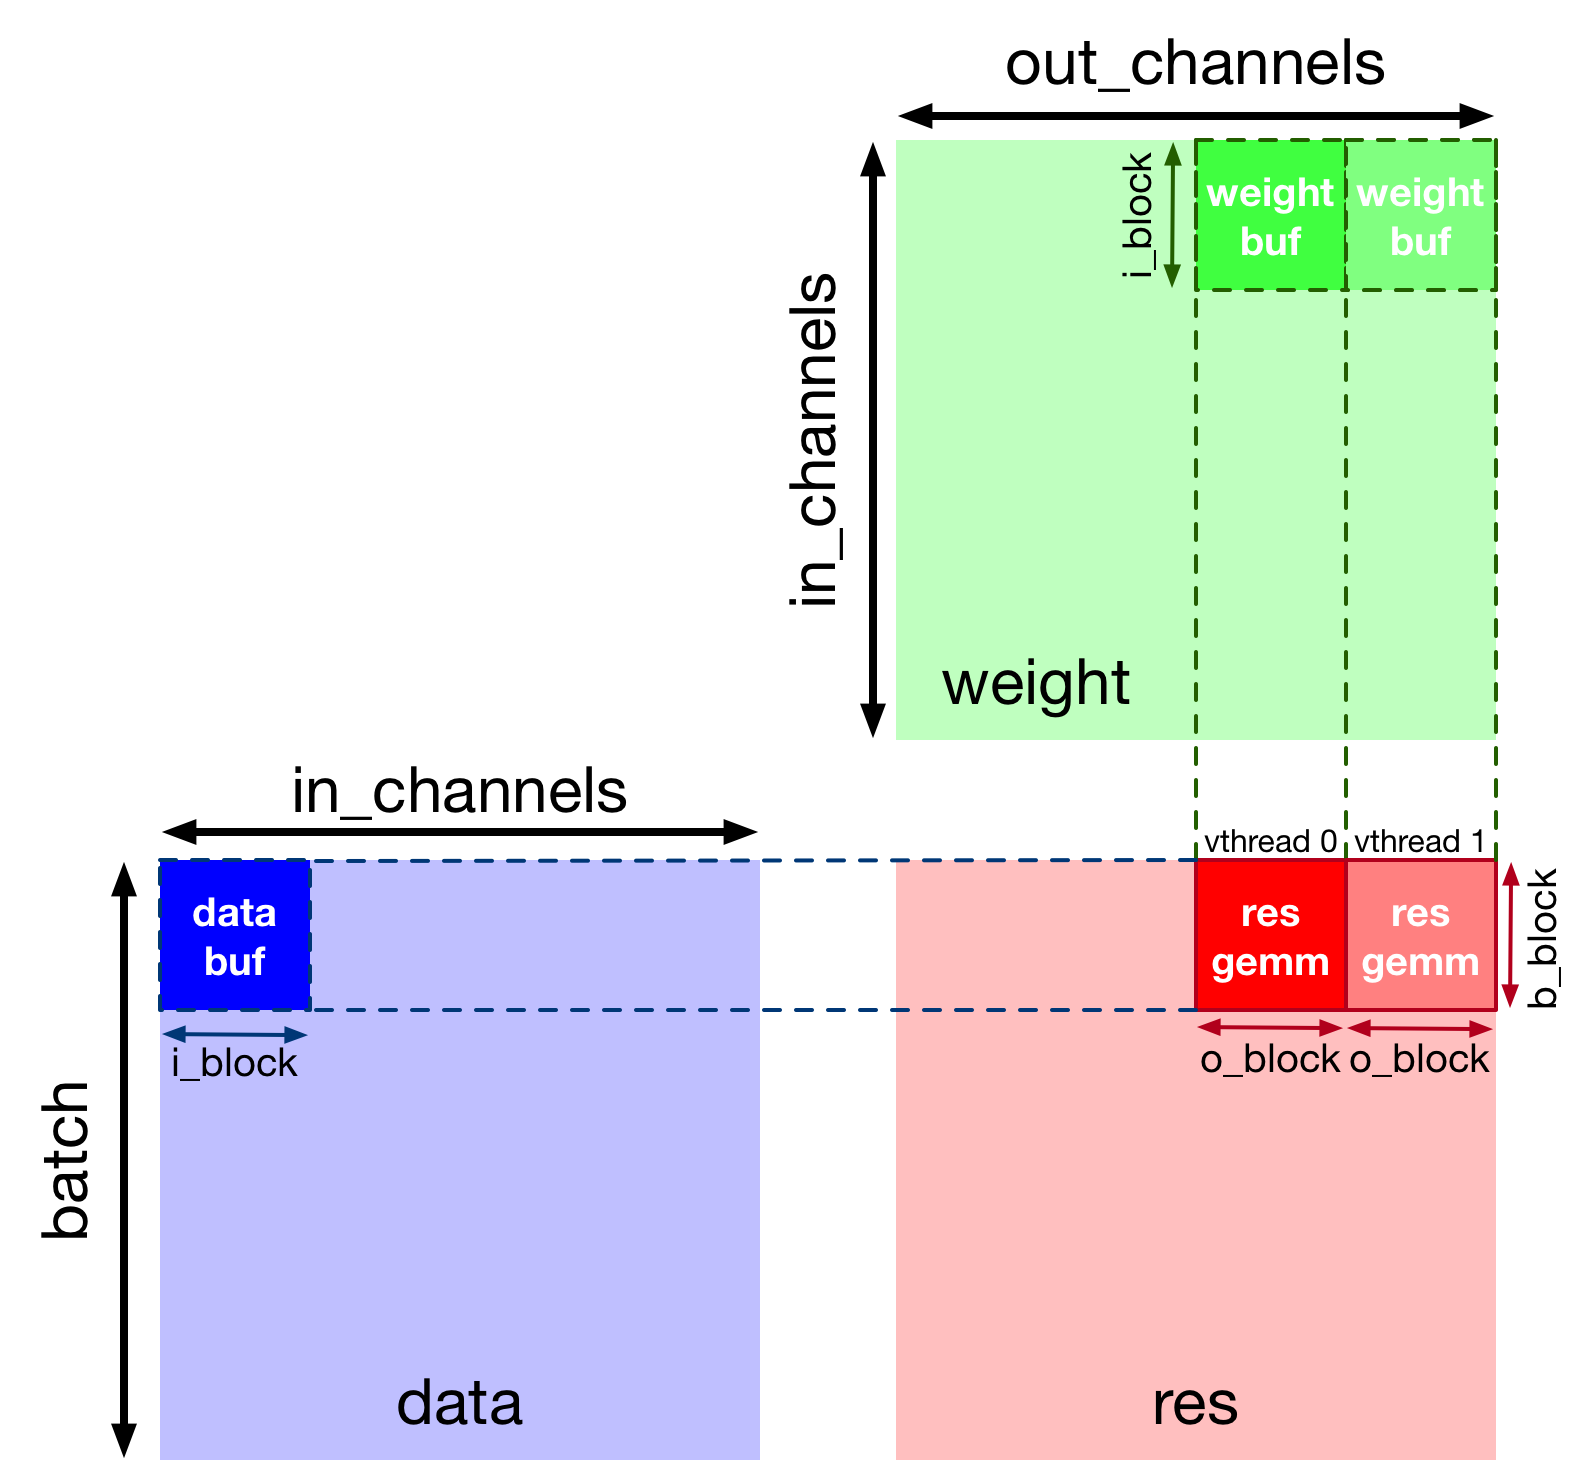 out_channels
i_block
weight
buf
weight
buf
in_channels
weight
in_channels
vthread 0
vthread 1
batch
data
buf
res
gemm
res
gemm
b_block
i_block
o_block
o_block
data
res